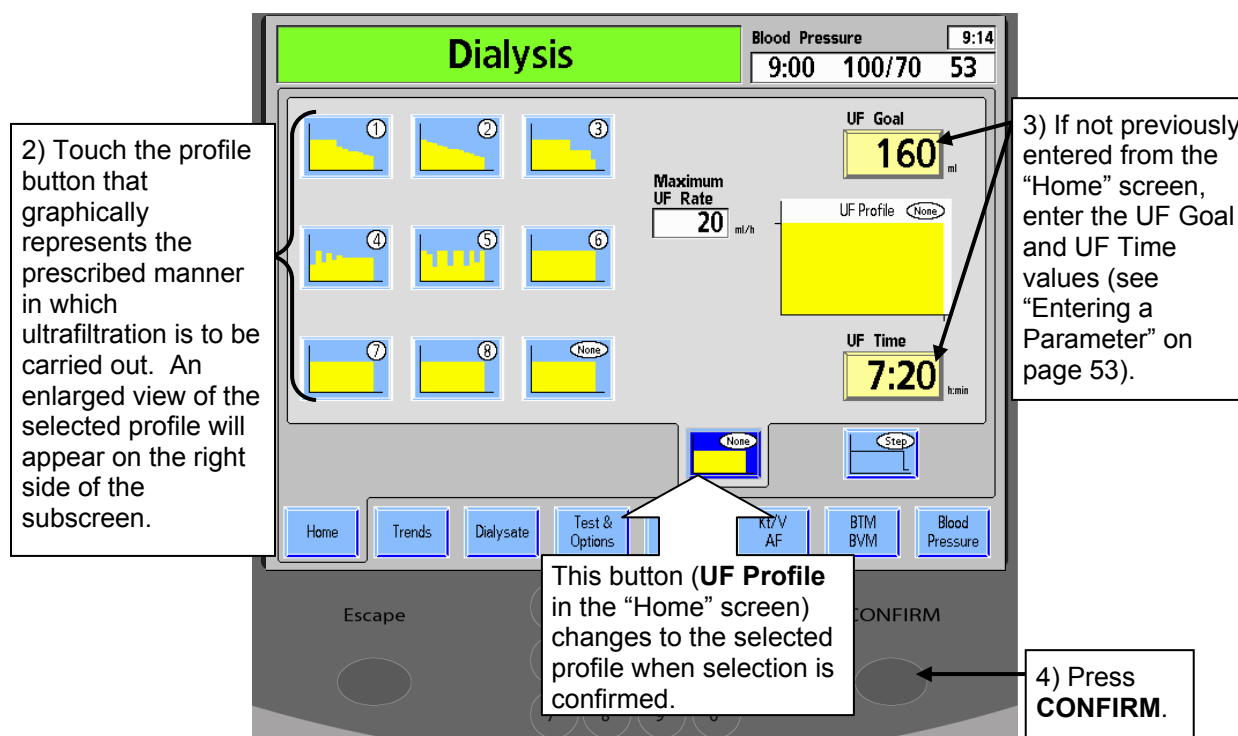 Dialysis
Blood Pressure
9:14
9:00 100/70 53
2) Touch the profile
button that
graphically
represents the
prescribed manner
in which
ultrafiltration is to be
carried out.  An
enlarged view of the
selected profile will
appear on the right
side of the
subscreen.
1
2
3
4
5
6
7
8
None
Maximum
UF Rate
20 ml/h
UF Goal
160 ml
UF Profile None
UF Time
7:20 h:min
3) If not previously
entered from the
“Home” screen,
enter the UF Goal
and UF Time
values (see
“Entering a
Parameter” on
page 53).
None
Step
Home
Trends
Dialysate
Test &
Options
Kt/V
AF
BTM
BVM
Blood
Pressure
This button (UF Profile
in the “Home” screen)
changes to the selected
profile when selection is
confirmed.
Escape
CONFIRM
4) Press
CONFIRM.